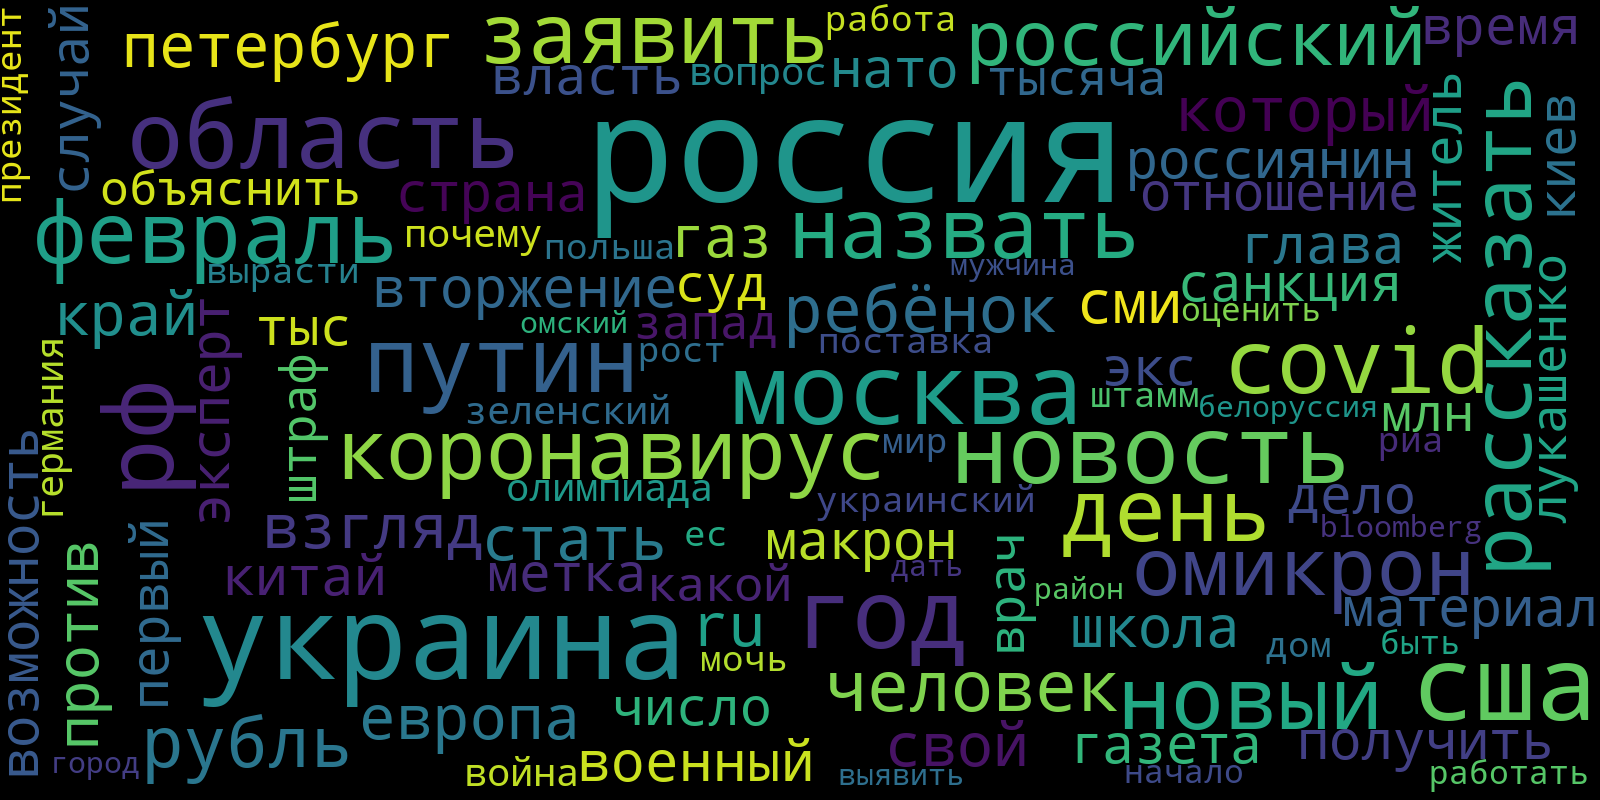 президент
случай
петербург
заявить
работа
российский
время
власть
вопрос
нато
тысяча
область
россия
который
житель
рассказать
киев
объяснить
страна
россиянин
отношение
февраль
почему
польша
газ
назвать
глава
вырасти
мужчина
вторжение
суд
санкция
край
тыс
омский
запад
ребёнок
сми
оценить
лукашенко
эксперт
германия
рф
штраф
путин
рост
поставка
москва
экс
covid
зеленский
штамм
белоруссия
млн
коронавирус
мир
новость
риа
возможность
олимпиада
украинский
день
дело
bloomberg
против
первый
взгляд
стать
ес
макрон
врач
омикрон
китай
метка
какой
дать
район
материал
украина
ru
год
школа
дом
быть
мочь
человек
новый
сша
рубль
европа
число
свой
газета
получить
город
война
военный
выявить
начало
работать